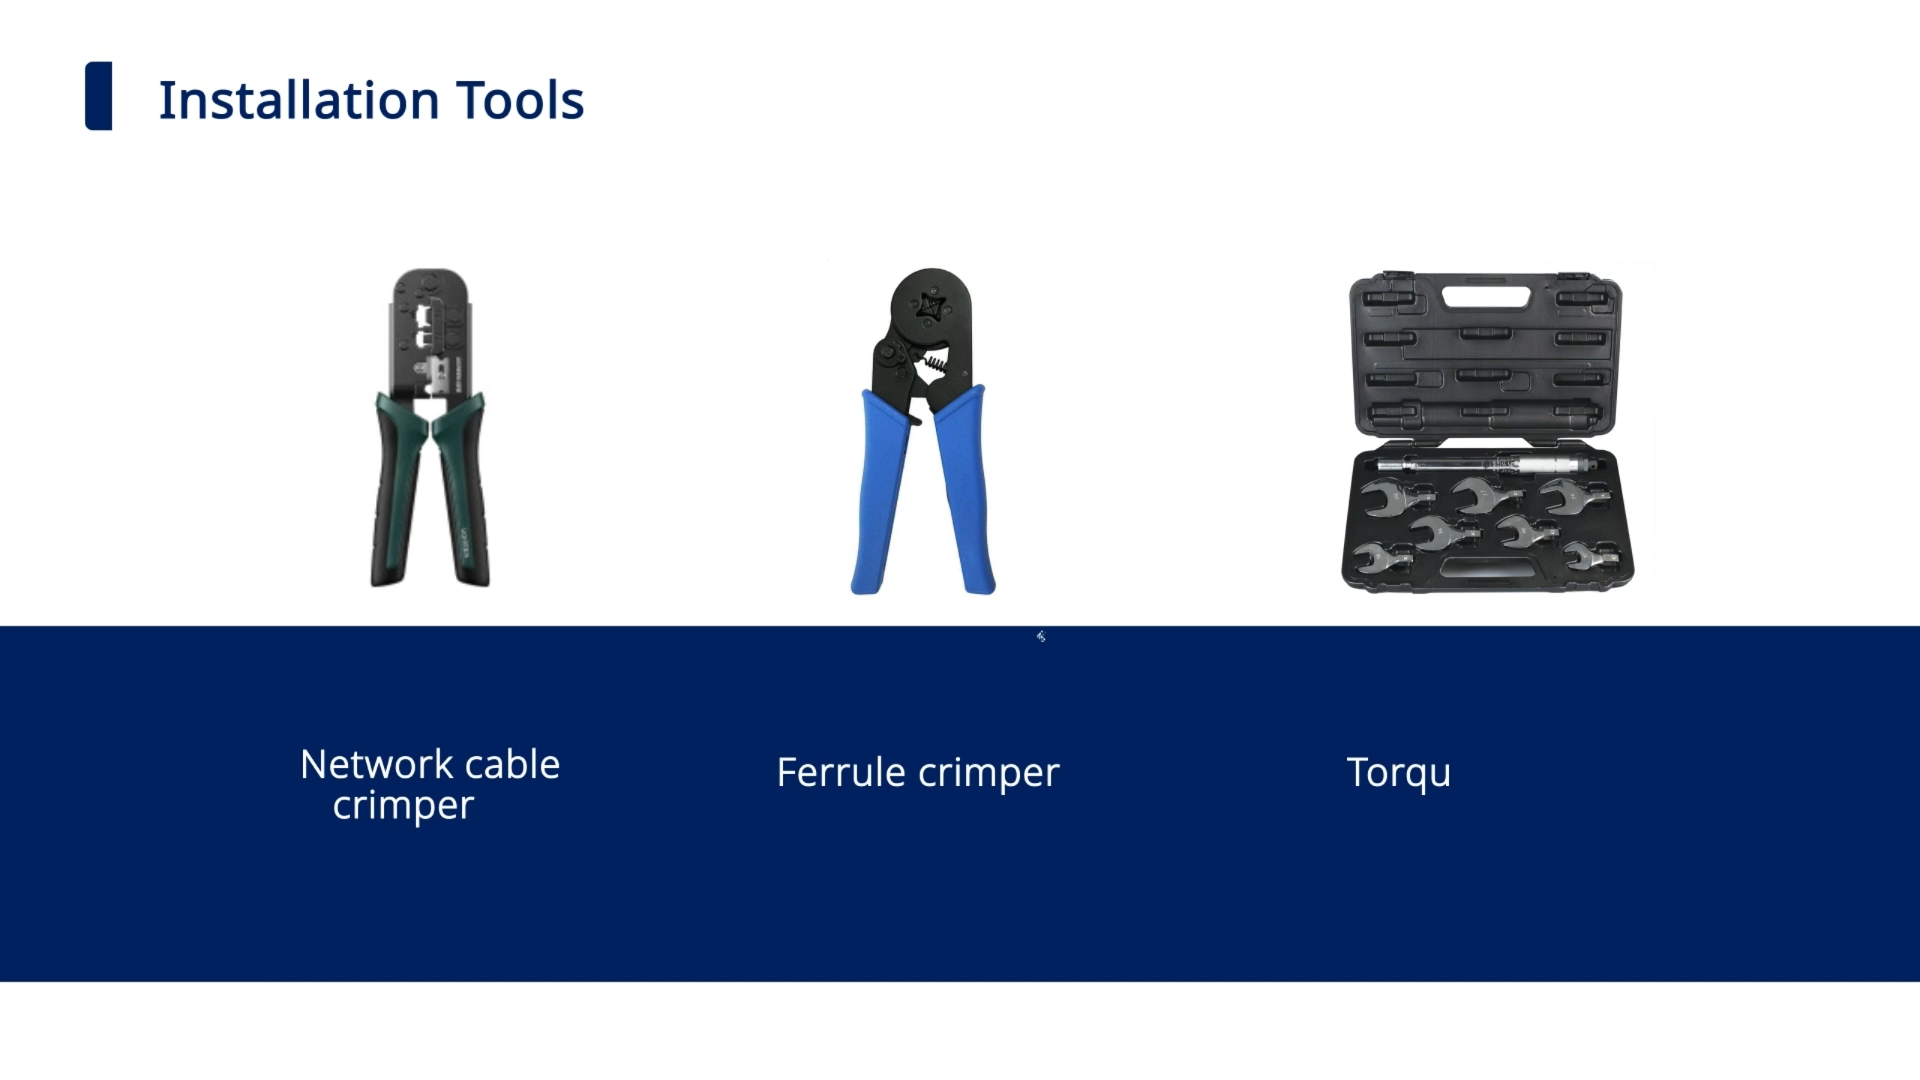 Installation Tools
Network cable
crimper
Ferrule crimper
Torqu